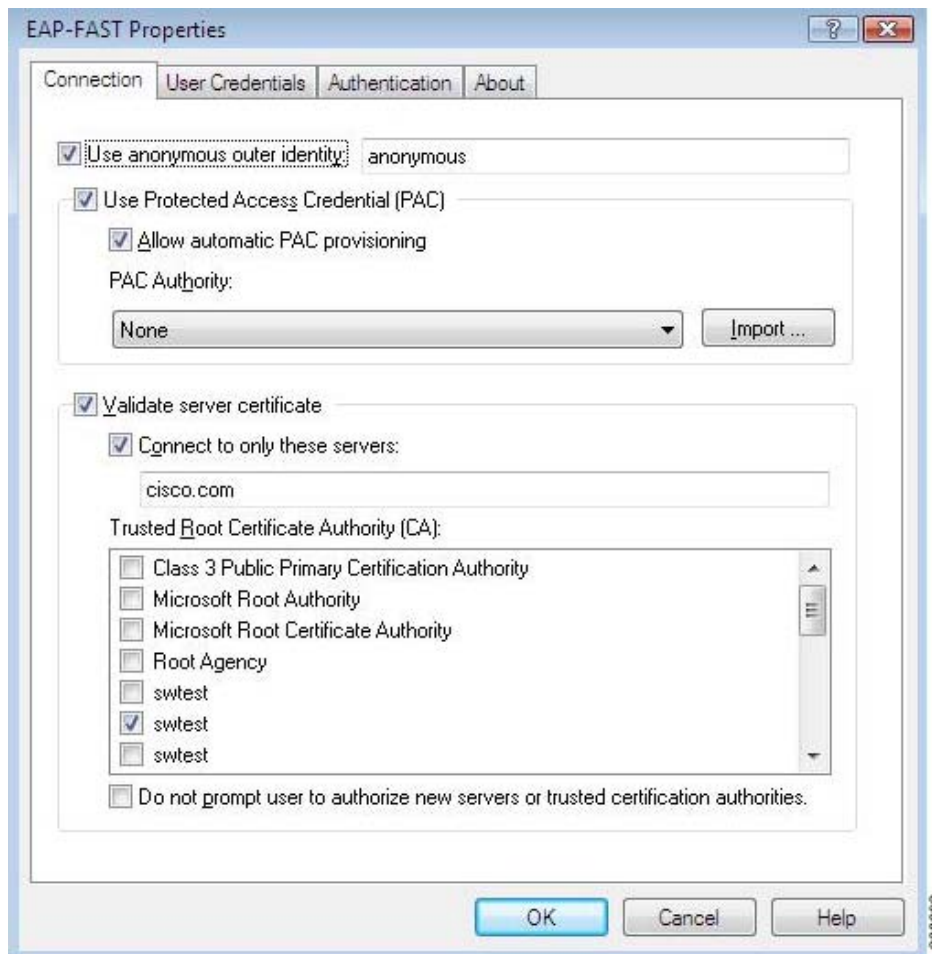 EAP-FAST Properties
Connection
User Credentials
Authentication
About
Use anonymous outer identity:
anonymous
Use Protected Access Credential (PAC)
Allow automatic PAC provisioning
PAC Authority:
None
Import ...
Validate server certificate
Connect to only these servers:
cisco.com
Trusted Root Certificate Authority (CA):
Class 3 Public Primary Certification Authority
Microsoft Root Authority
Microsoft Root Certificate Authority
Root Agency
swtest
swtest
swtest
Do not prompt user to authorize new servers or trusted certification authorities.
OK
Cancel
Help